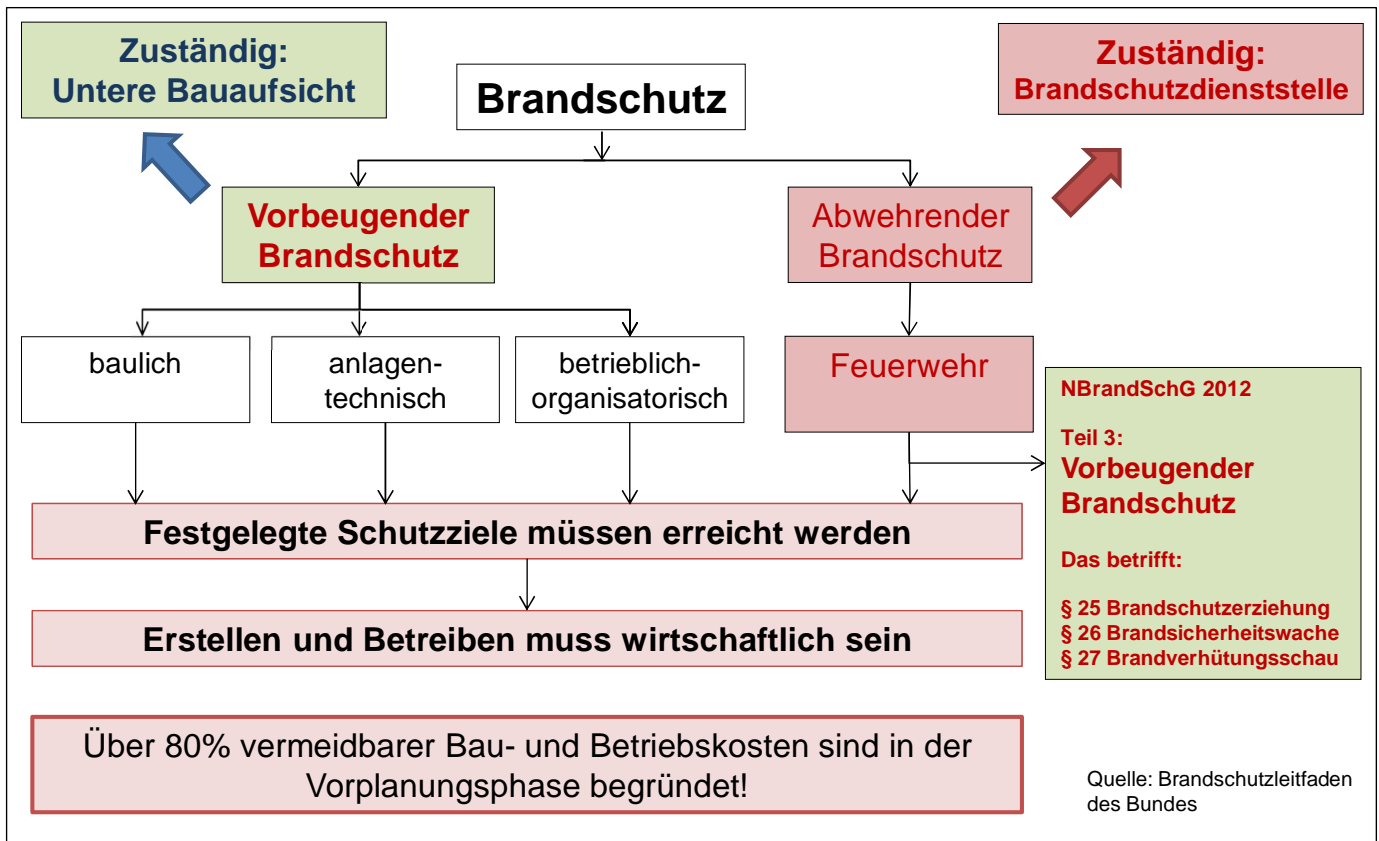 Zuständig:
Untere Bauaufsicht
Brandschutz
Zuständig:
Brandschutzdienststelle
Vorbeugender
Brandschutz
Abwehrender
Brandschutz
baulich
anlagen-
technisch
betrieblich-
organisatorisch
Feuerwehr
NBrandSchG 2012
Teil 3:
Vorbeugender
Brandschutz
Das betrifft:
§ 25 Brandschutzerziehung
§ 26 Brandsicherheitswache
§ 27 Brandverhütungsschau
Festgelegte Schutzziele müssen erreicht werden
Erstellen und Betreiben muss wirtschaftlich sein
Über 80% vermeidbarer Bau- und Betriebskosten sind in der
Vorplanungsphase begründet!
Quelle: Brandschutzleitfaden
des Bundes